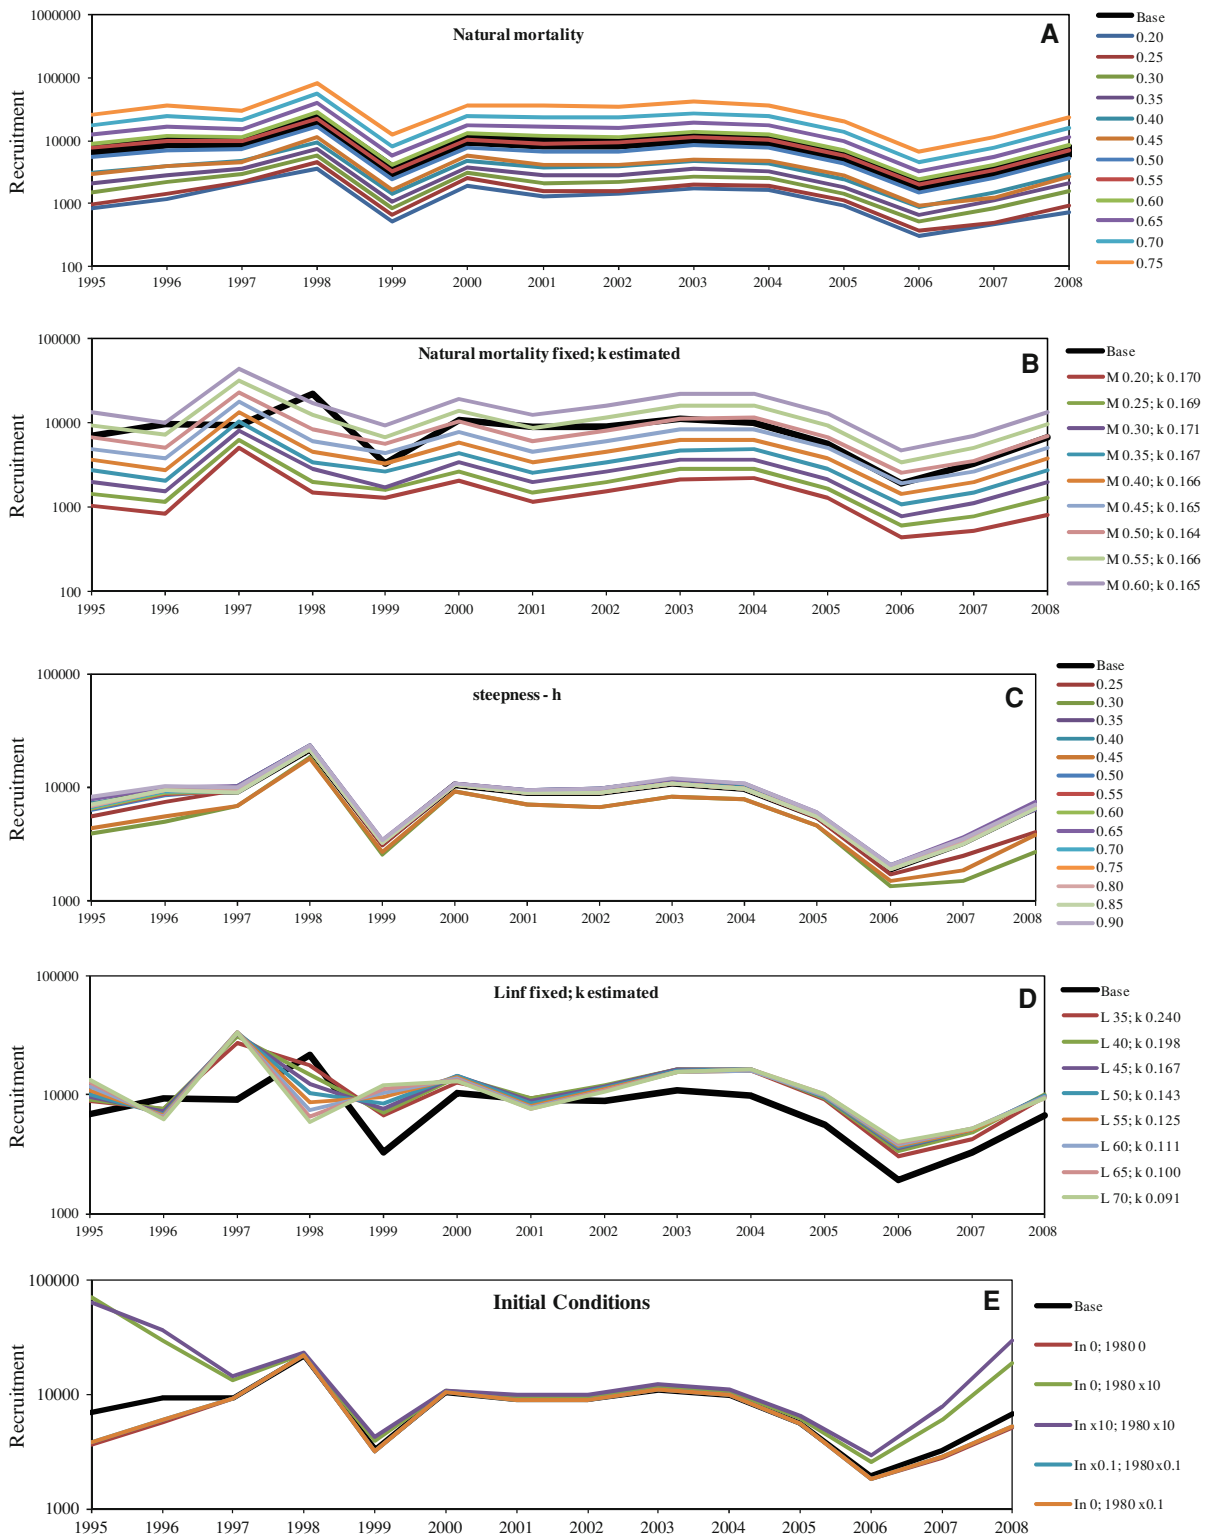 Natural mortality
A
Recruitment
1000000
100000
10000
1000
100
1995 1996 1997 1998 1999 2000 2001 2002 2003 2004 2005 2006 2007 2008
Base
0.20
0.25
0.30
0.35
0.40
0.45
0.50
0.55
0.60
0.65
0.70
0.75
Natural mortality fixed; k estimated
B
Recruitment
100000
10000
1000
100
1995 1996 1997 1998 1999 2000 2001 2002 2003 2004 2005 2006 2007 2008
Base
M 0.20; k 0.170
M 0.25; k 0.169
M 0.30; k 0.171
M 0.35; k 0.167
M 0.40; k 0.166
M 0.45; k 0.165
M 0.50; k 0.164
M 0.55; k 0.166
M 0.60; k 0.165
steepness - h
C
Recruitment
100000
10000
1000
1995 1996 1997 1998 1999 2000 2001 2002 2003 2004 2005 2006 2007 2008
Base
0.25
0.30
0.35
0.40
0.45
0.50
0.55
0.60
0.65
0.70
0.75
0.80
0.85
0.90
Linf fixed; k estimated
D
Recruitment
100000
10000
1000
1995 1996 1997 1998 1999 2000 2001 2002 2003 2004 2005 2006 2007 2008
Base
L 35; k 0.240
L 40; k 0.198
L 45; k 0.167
L 50; k 0.143
L 55; k 0.125
L 60; k 0.111
L 65; k 0.100
L 70; k 0.091
Initial Conditions
E
Recruitment
100000
10000
1000
1995 1996 1997 1998 1999 2000 2001 2002 2003 2004 2005 2006 2007 2008
Base
In 0; 1980 0
In 0; 1980 x10
In x10; 1980 x10
In x0.1; 1980 x0.1
In 0; 1980 x0.1